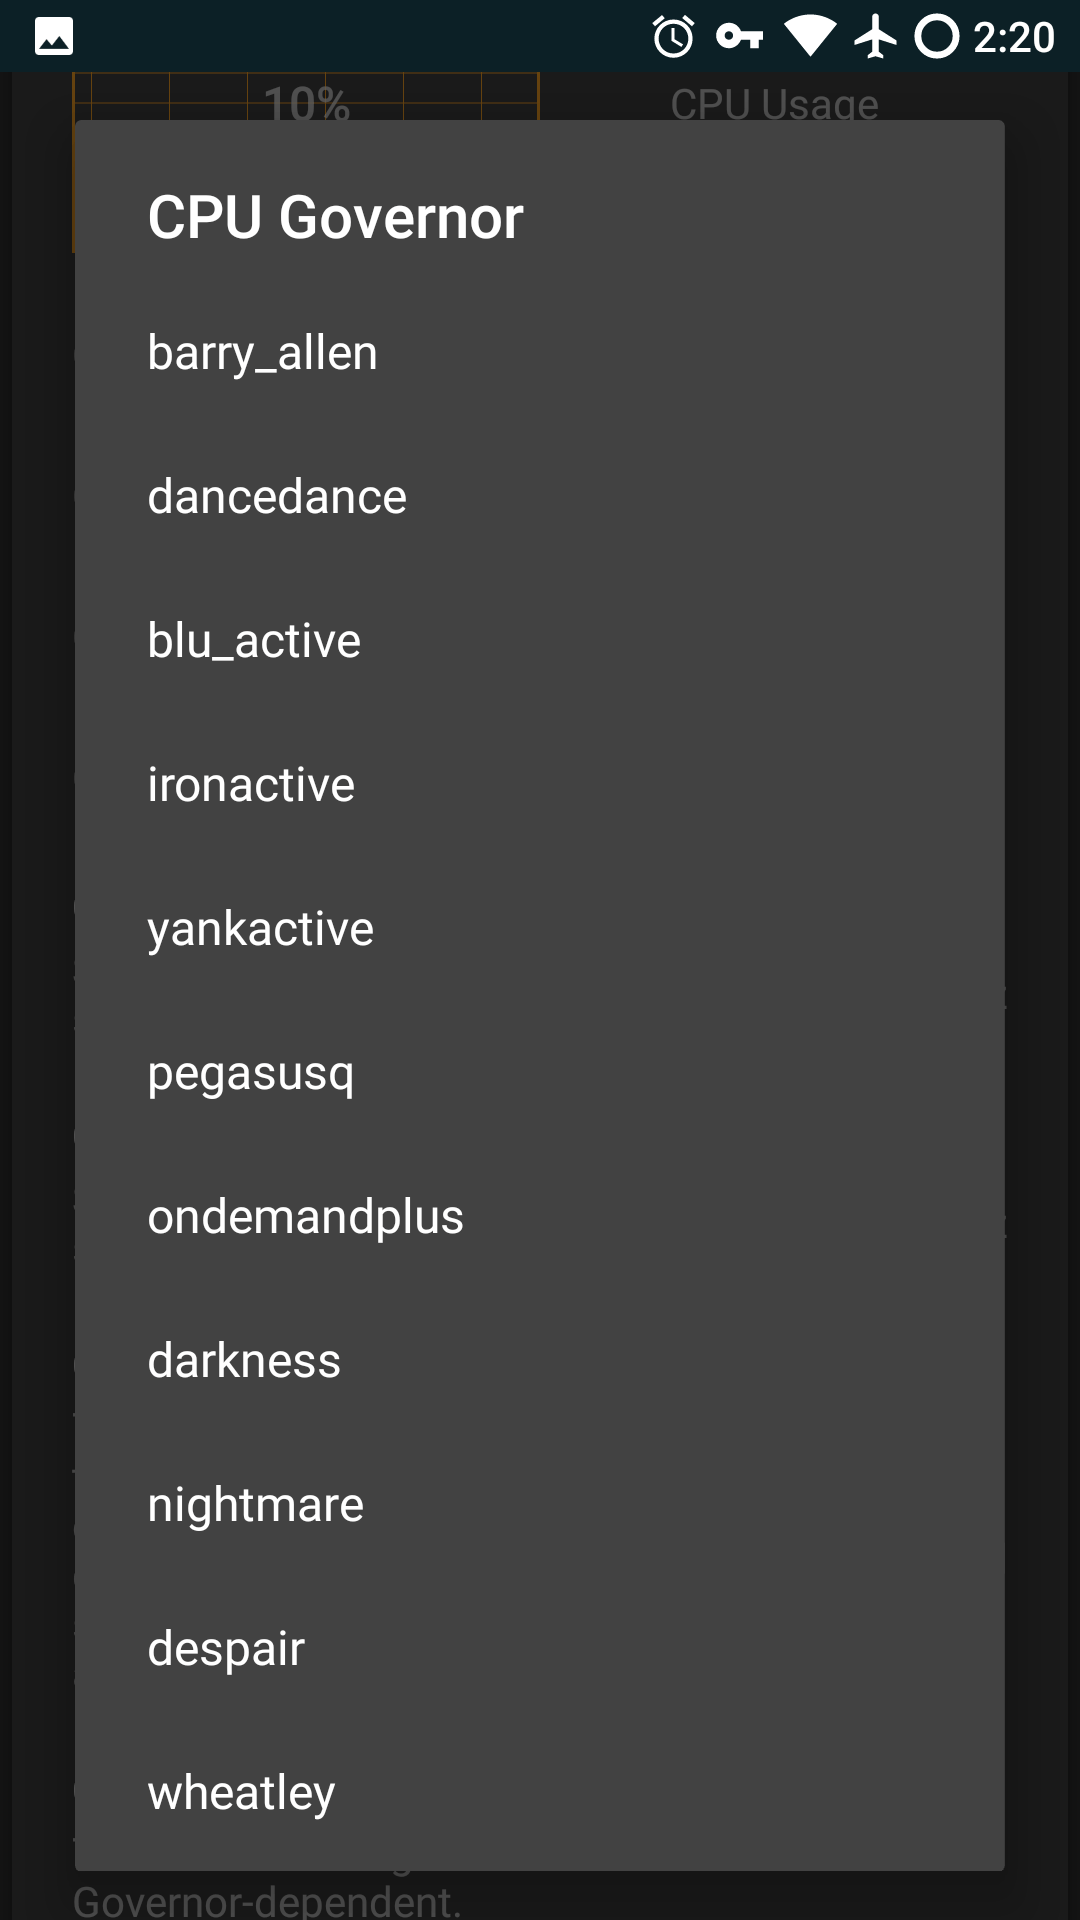 2:20
10%
CPU Usage
CPU Governor
barry_allen
dancedance
blu_active
ironactive
yankactive
pegasusq
ondemandplus
darkness
nightmare
despair
wheatley
Governor-dependent.